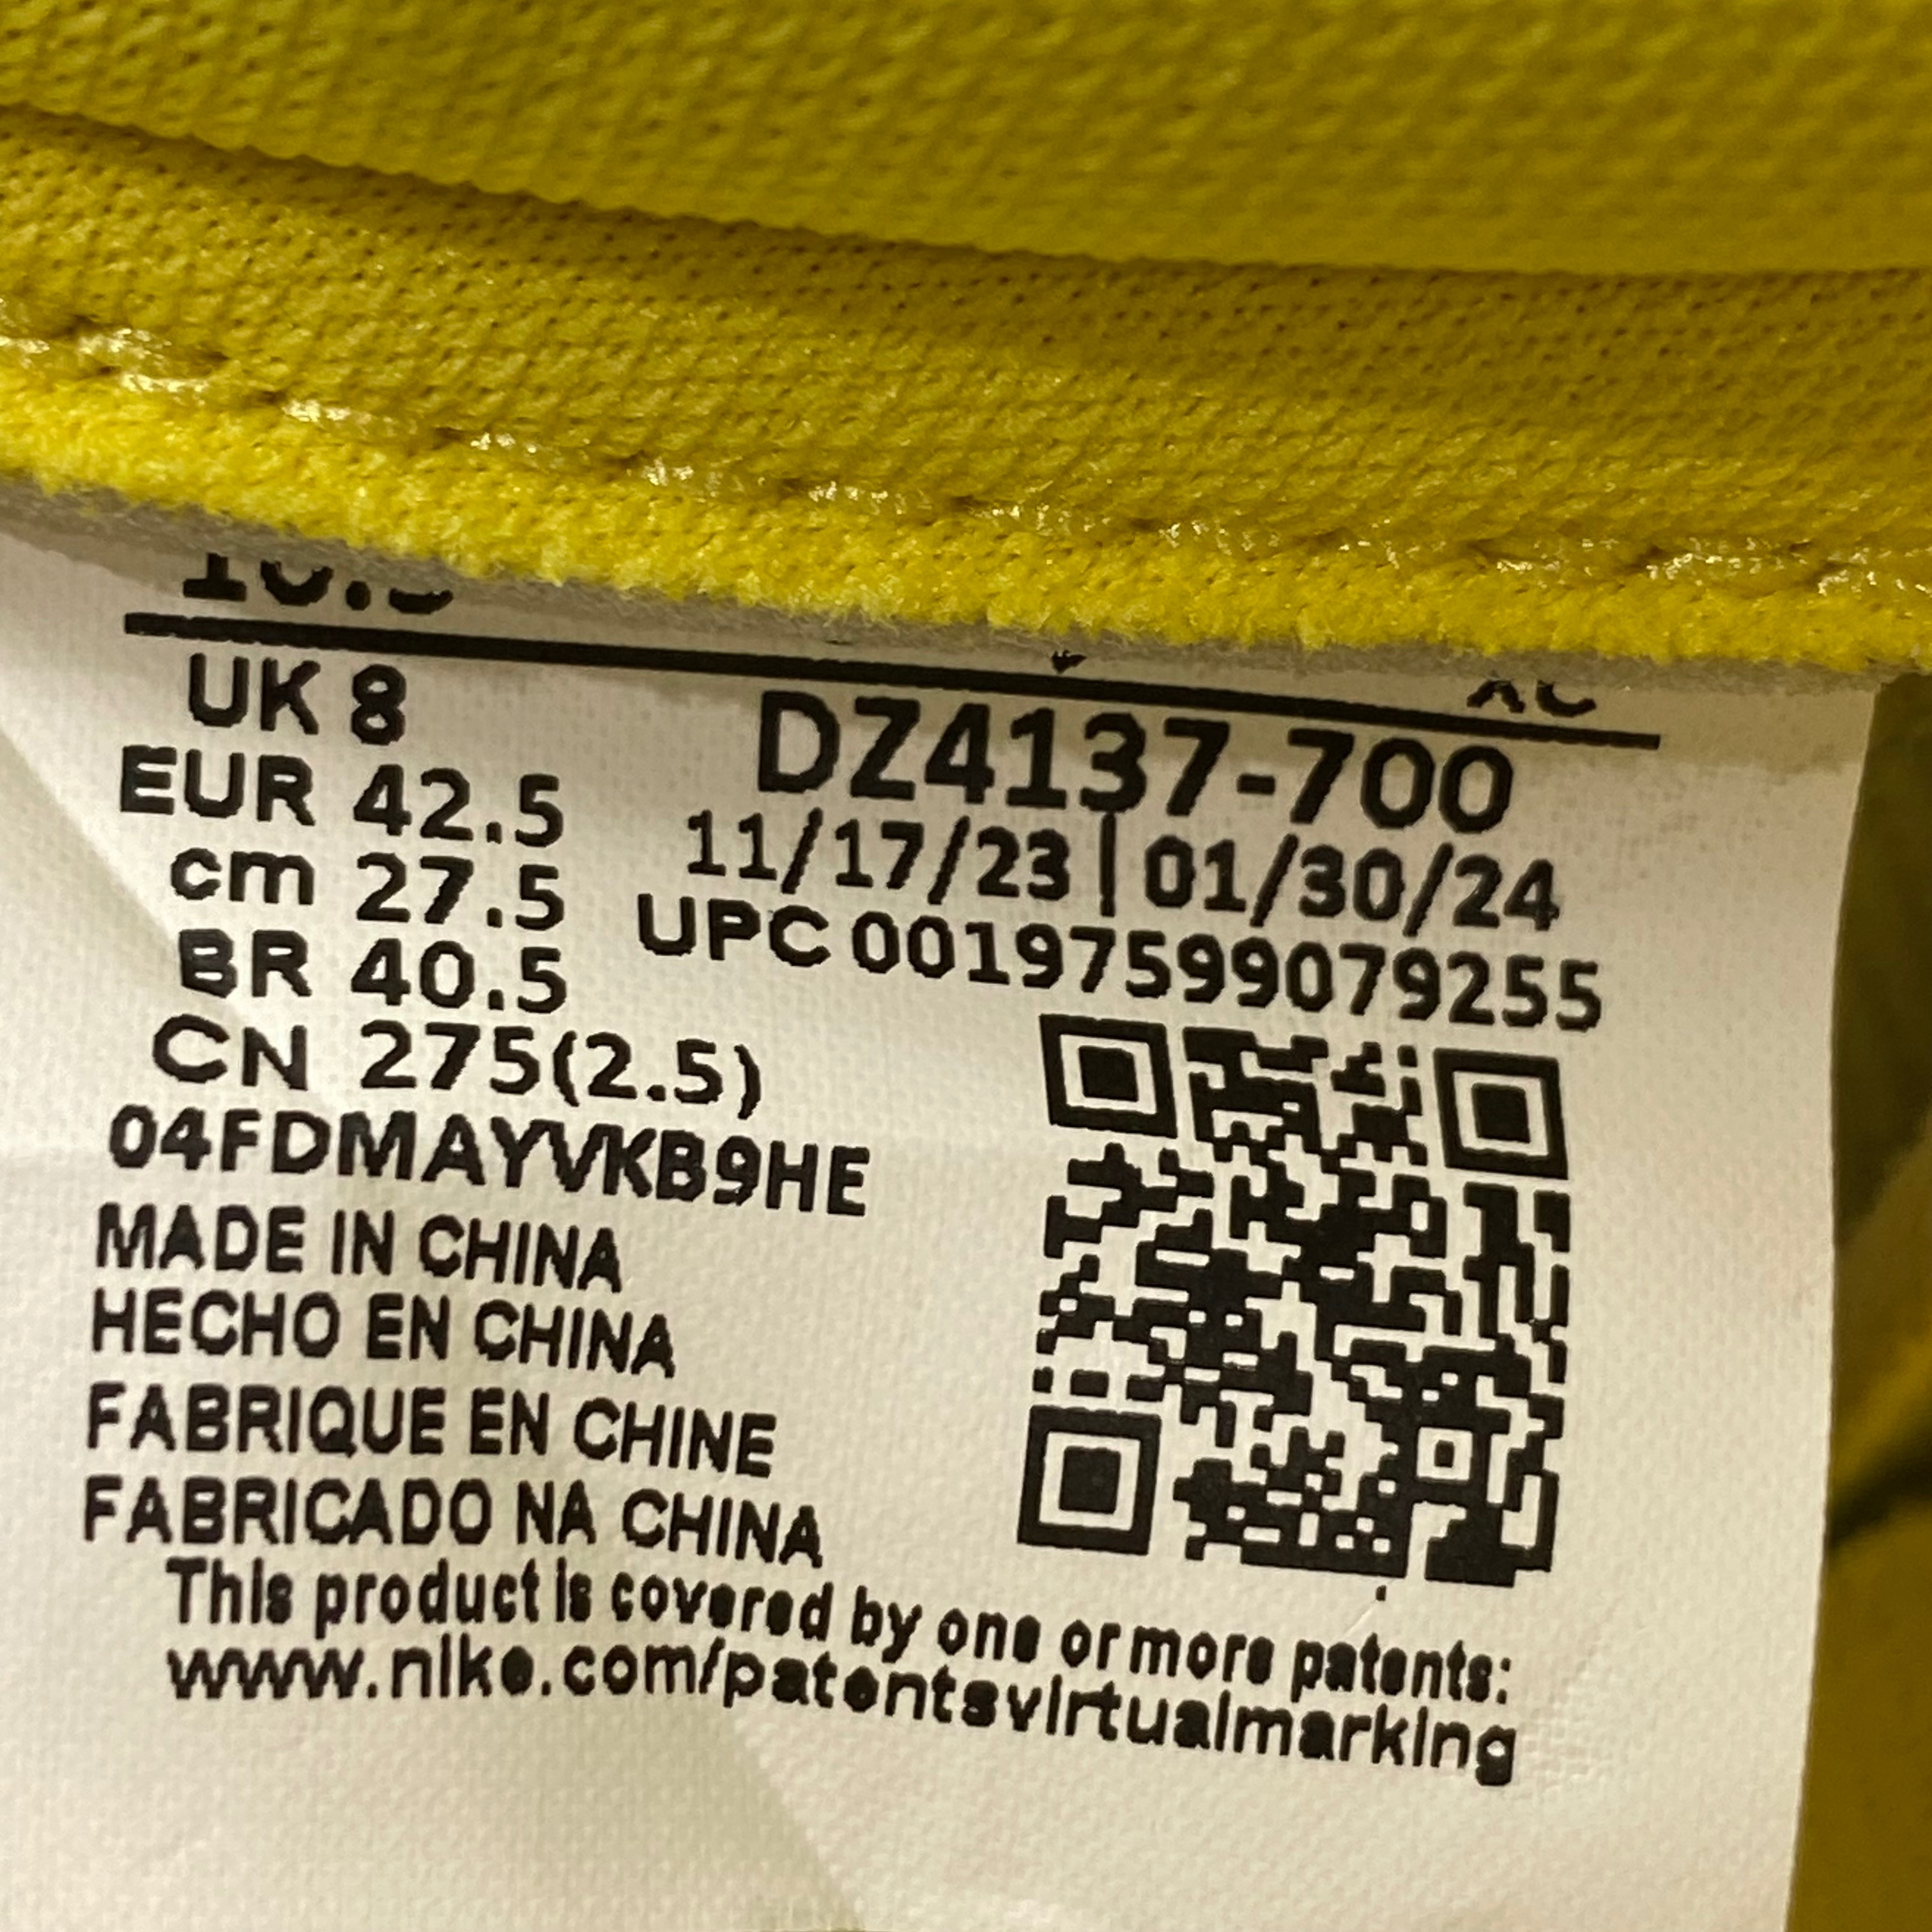 UK 8
EUR 42.5
cm 27.5
BR 40.5
CN 275(2.5)
DZ4137-700
11/17/23 | 01/30/24
UPC 00197599079255
04FDMAYVKB9HE
MADE IN CHINA
HECHO EN CHINA
FABRIQUE EN CHINE
FABRICADO NA CHINA
This product is covered by one or more patents:
www.nike.com/patentsvirtualmarking